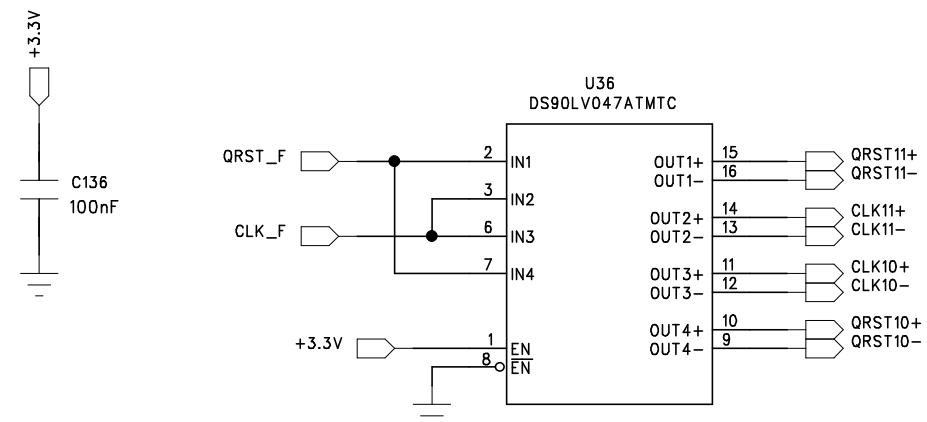 +3.3V
C136
100nF
U36
DS90LV047ATMTC
QRST_F
2 IN1
3 IN2
CLK_F
6 IN3
7 IN4
+3.3V
1 EN
8 EN
OUT1+ 15 QRST11+
OUT1- 16 QRST11-
OUT2+ 14 CLK11+
OUT2- 13 CLK11-
OUT3+ 11 CLK10+
OUT3- 12 CLK10-
OUT4+ 10 QRST10+
OUT4- 9 QRST10-